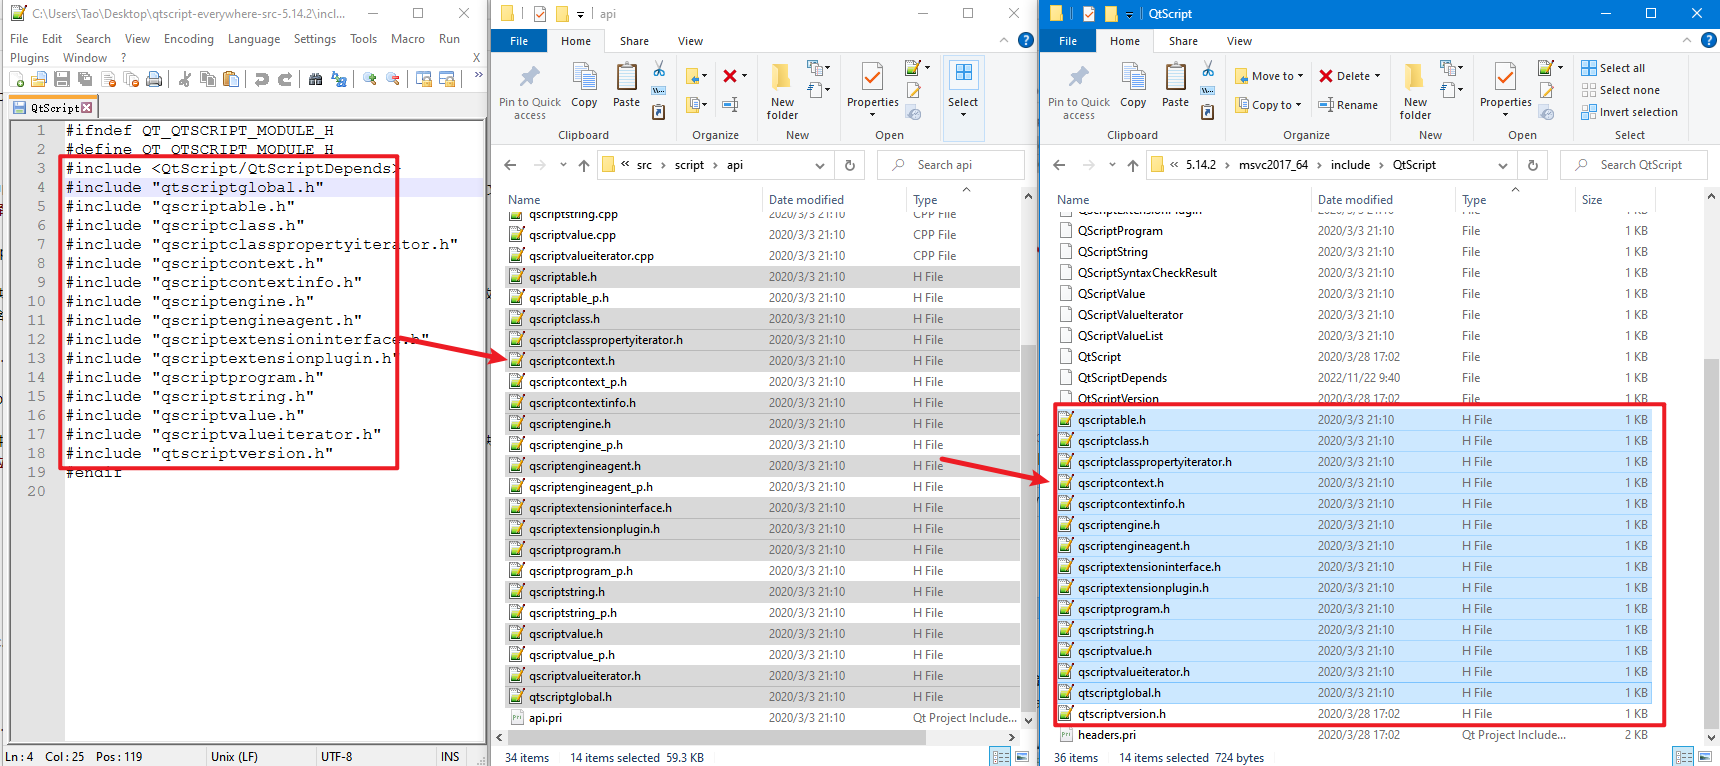 C:\Users\Tao\Desktop\qtscript-everywhere-src-5.14.2\incl...
File Edit Search View Encoding Language Settings Tools Macro Run
Plugins Window ? X
QtScript
1 #ifndef QT_QTSCRIPT_MODULE_H
2 #define QT_QTSCRIPT_MODULE_H
3 #include <QtScript/QtScriptDepends>
4 #include "qtscriptglobal.h"
5 #include "qscriptable.h"
6 #include "qscriptclass.h"
7 #include "qscriptclasspropertyiterator.h"
8 #include "qscriptcontext.h"
9 #include "qscriptcontextinfo.h"
10 #include "qscriptengine.h"
11 #include "qscriptengineagent.h"
12 #include "qscriptextensioninterface.h"
13 #include "qscriptextensionplugin.h"
14 #include "qscriptprogram.h"
15 #include "qscriptstring.h"
16 #include "qscriptvalue.h"
17 #include "qscriptvalueiterator.h"
18 #include "qtscriptversion.h"
19 #endif
20
Ln : 4 Col : 25 Pos : 119 Unix (LF) UTF-8 INS
api
File Home Share View
Pin to Quick access
Copy
Paste
New folder
Properties
Select
Clipboard Organize New Open
« src › script › api
Search api
Name Date modified Type
qscriptstring.cpp 2020/3/3 21:10 CPP File
qscriptvalue.cpp 2020/3/3 21:10 CPP File
qscriptvalueiterator.cpp 2020/3/3 21:10 CPP File
qscriptable.h 2020/3/3 21:10 H File
qscriptable_p.h 2020/3/3 21:10 H File
qscriptclass.h 2020/3/3 21:10 H File
qscriptclasspropertyiterator.h 2020/3/3 21:10 H File
qscriptcontext.h 2020/3/3 21:10 H File
qscriptcontext_p.h 2020/3/3 21:10 H File
qscriptcontextinfo.h 2020/3/3 21:10 H File
qscriptengine.h 2020/3/3 21:10 H File
qscriptengine_p.h 2020/3/3 21:10 H File
qscriptengineagent.h 2020/3/3 21:10 H File
qscriptengineagent_p.h 2020/3/3 21:10 H File
qscriptextensioninterface.h 2020/3/3 21:10 H File
qscriptextensionplugin.h 2020/3/3 21:10 H File
qscriptprogram.h 2020/3/3 21:10 H File
qscriptprogram_p.h 2020/3/3 21:10 H File
qscriptstring.h 2020/3/3 21:10 H File
qscriptstring_p.h 2020/3/3 21:10 H File
qscriptvalue.h 2020/3/3 21:10 H File
qscriptvalue_p.h 2020/3/3 21:10 H File
qscriptvalueiterator.h 2020/3/3 21:10 H File
qtscriptglobal.h 2020/3/3 21:10 H File
api.pri 2020/3/3 21:10 Qt Project Include...
34 items 14 items selected 59.3 KB
QtScript
File Home Share View
Pin to Quick access
Copy
Paste
Move to
Copy to
Delete
Rename
New folder
Properties
Select all
Select none
Invert selection
Clipboard Organize New Open Select
« 5.14.2 › msvc2017_64 › include › QtScript
Search QtScript
Name Date modified Type Size
QScriptExtensionPlugin 2020/3/3 21:10 File 1 KB
QScriptProgram 2020/3/3 21:10 File 1 KB
QScriptString 2020/3/3 21:10 File 1 KB
QScriptSyntaxCheckResult 2020/3/3 21:10 File 1 KB
QScriptValue 2020/3/3 21:10 File 1 KB
QScriptValueIterator 2020/3/3 21:10 File 1 KB
QScriptValueList 2020/3/3 21:10 File 1 KB
QtScript 2020/3/28 17:02 File 1 KB
QtScriptDepends 2022/11/22 9:40 File 1 KB
QtScriptVersion 2020/3/28 17:02 File 1 KB
qscriptable.h 2020/3/3 21:10 H File 1 KB
qscriptclass.h 2020/3/3 21:10 H File 1 KB
qscriptclasspropertyiterator.h 2020/3/3 21:10 H File 1 KB
qscriptcontext.h 2020/3/3 21:10 H File 1 KB
qscriptcontextinfo.h 2020/3/3 21:10 H File 1 KB
qscriptengine.h 2020/3/3 21:10 H File 1 KB
qscriptengineagent.h 2020/3/3 21:10 H File 1 KB
qscriptextensioninterface.h 2020/3/3 21:10 H File 1 KB
qscriptextensionplugin.h 2020/3/3 21:10 H File 1 KB
qscriptprogram.h 2020/3/3 21:10 H File 1 KB
qscriptstring.h 2020/3/3 21:10 H File 1 KB
qscriptvalue.h 2020/3/3 21:10 H File 1 KB
qscriptvalueiterator.h 2020/3/3 21:10 H File 1 KB
qtscriptglobal.h 2020/3/3 21:10 H File 1 KB
qtscriptversion.h 2020/3/28 17:02 H File 1 KB
headers.pri 2020/3/28 17:02 Qt Project Include... 2 KB
36 items 14 items selected 724 bytes